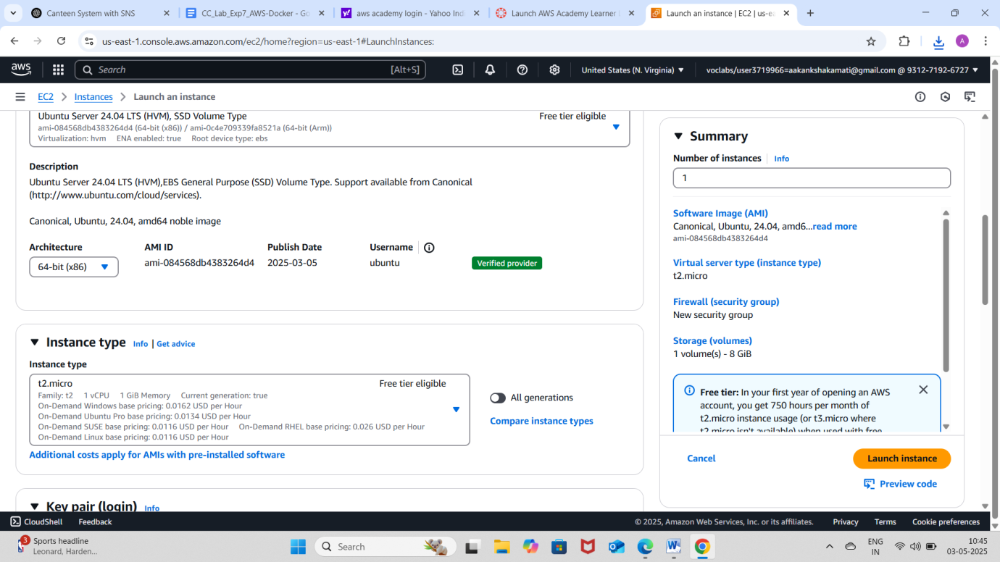 Canteen System with SNS
CC_Lab_Exp7_AWS-Docker - Go
aws academy login - Yahoo Ind
Launch AWS Academy Learner
Launch an instance | EC2 | us-ea
us-east-1.console.aws.amazon.com/ec2/home?region=us-east-1#LaunchInstances:
A
aws
Search
[Alt+S]
United States (N. Virginia)
voclabs/user3719966=aakankshakamati@gmail.com @ 9312-7192-6727
EC2
Instances
Launch an instance
Ubuntu Server 24.04 LTS (HVM), SSD Volume Type
Free tier eligible
ami-084568db4383264d4 (64-bit (x86)) / ami-0c4e709339fa8521a (64-bit (Arm))
Virtualization: hvm ENA enabled: true Root device type: ebs
Description
Ubuntu Server 24.04 LTS (HVM),EBS General Purpose (SSD) Volume Type. Support available from Canonical
(http://www.ubuntu.com/cloud/services).
Canonical, Ubuntu, 24.04, amd64 noble image
Architecture
AMI ID
Publish Date
Username
64-bit (x86)
ami-084568db4383264d4
2025-03-05
ubuntu
Verified provider
Instance type
Info | Get advice
Instance type
t2.micro
Free tier eligible
Family: t2 1 vCPU 1 GiB Memory Current generation: true
On-Demand Windows base pricing: 0.0162 USD per Hour
On-Demand Ubuntu Pro base pricing: 0.0134 USD per Hour
On-Demand SUSE base pricing: 0.0116 USD per Hour On-Demand RHEL base pricing: 0.026 USD per Hour
On-Demand Linux base pricing: 0.0116 USD per Hour
All generations
Compare instance types
Additional costs apply for AMIs with pre-installed software
Key pair (login)
Info
Summary
Number of instances
Info
1
Software Image (AMI)
Canonical, Ubuntu, 24.04, amd6...read more
ami-084568db4383264d4
Virtual server type (instance type)
t2.micro
Firewall (security group)
New security group
Storage (volumes)
1 volume(s) - 8 GiB
Free tier: In your first year of opening an AWS
account, you get 750 hours per month of
t2.micro instance usage (or t3.micro where
t2.micro isn't available) when used with free
Cancel
Launch instance
Preview code
CloudShell
Feedback
© 2025, Amazon Web Services, Inc. or its affiliates.
Privacy
Terms
Cookie preferences
3
Sports headline
Leonard, Harden...
Search
ENG
IN
10:45
03-05-2025